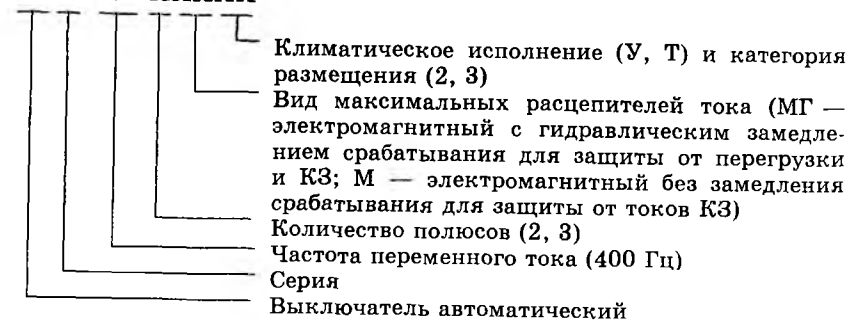 Климатическое исполнение (У, Т) и категория
размещения (2, 3)
Вид максимальных расцепителей тока (МГ —
электромагнитный с гидравлическим замедле-
нием срабатывания для защиты от перегрузки
и КЗ; М — электромагнитный без замедления
срабатывания для защиты от токов КЗ)
Количество полюсов (2, 3)
Частота переменного тока (400 Гц)
Серия
Выключатель автоматический